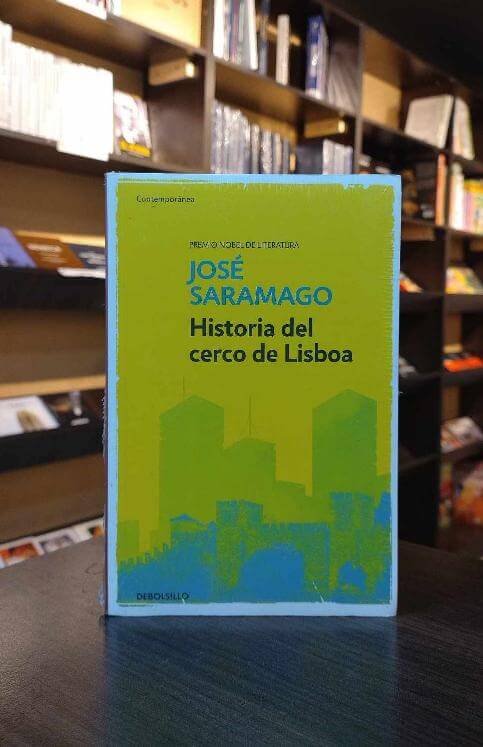 Contemporánea
PREMIO NOBEL DE LITERATURA
JOSÉ
SARAMAGO
Historia del
cerco de Lisboa
DEBOLSILLO